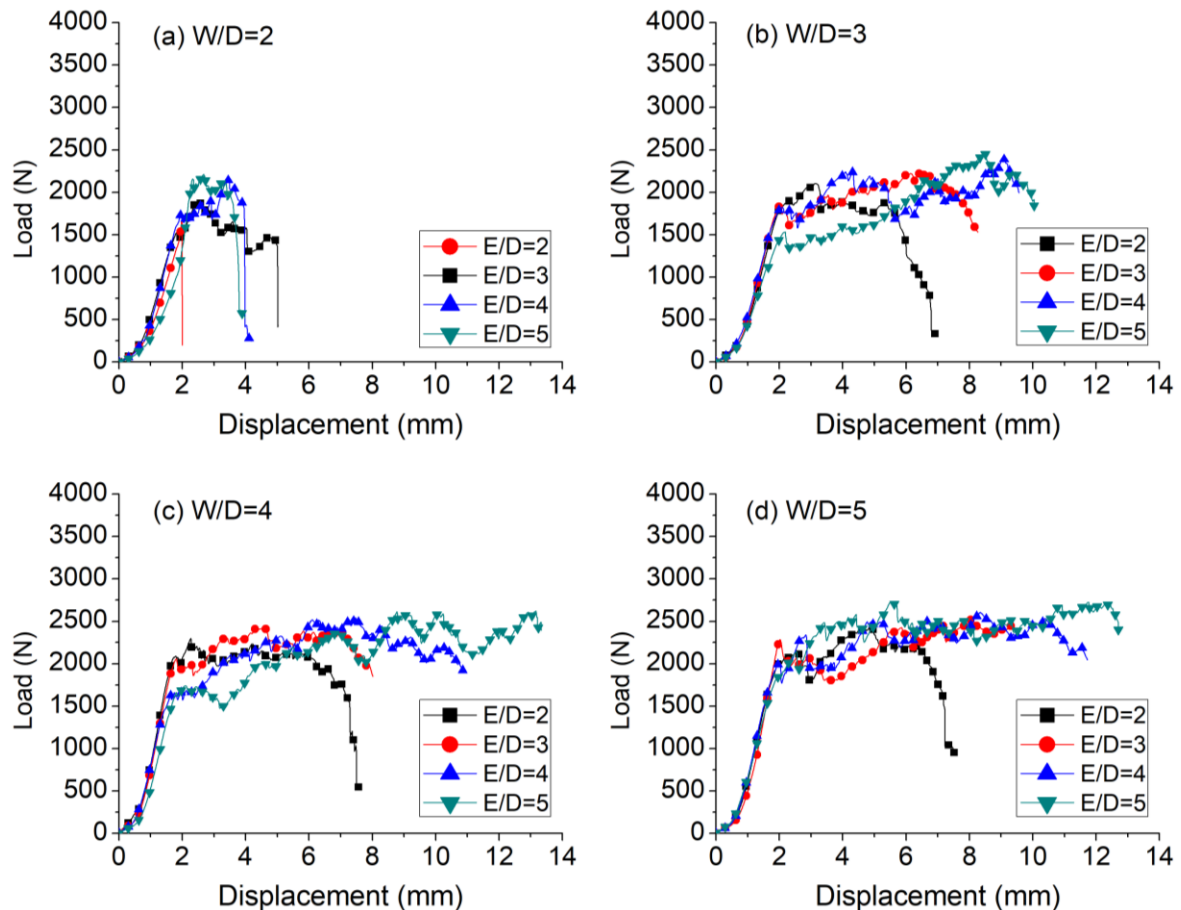 (a) W/D=2
Load (N)
4000
3500
3000
2500
2000
1500
1000
500
0
E/D=2
E/D=3
E/D=4
E/D=5
0 2 4 6 8 10 12 14
Displacement (mm)
(b) W/D=3
Load (N)
4000
3500
3000
2500
2000
1500
1000
500
0
E/D=2
E/D=3
E/D=4
E/D=5
0 2 4 6 8 10 12 14
Displacement (mm)
(c) W/D=4
Load (N)
4000
3500
3000
2500
2000
1500
1000
500
0
E/D=2
E/D=3
E/D=4
E/D=5
0 2 4 6 8 10 12 14
Displacement (mm)
(d) W/D=5
Load (N)
4000
3500
3000
2500
2000
1500
1000
500
0
E/D=2
E/D=3
E/D=4
E/D=5
0 2 4 6 8 10 12 14
Displacement (mm)